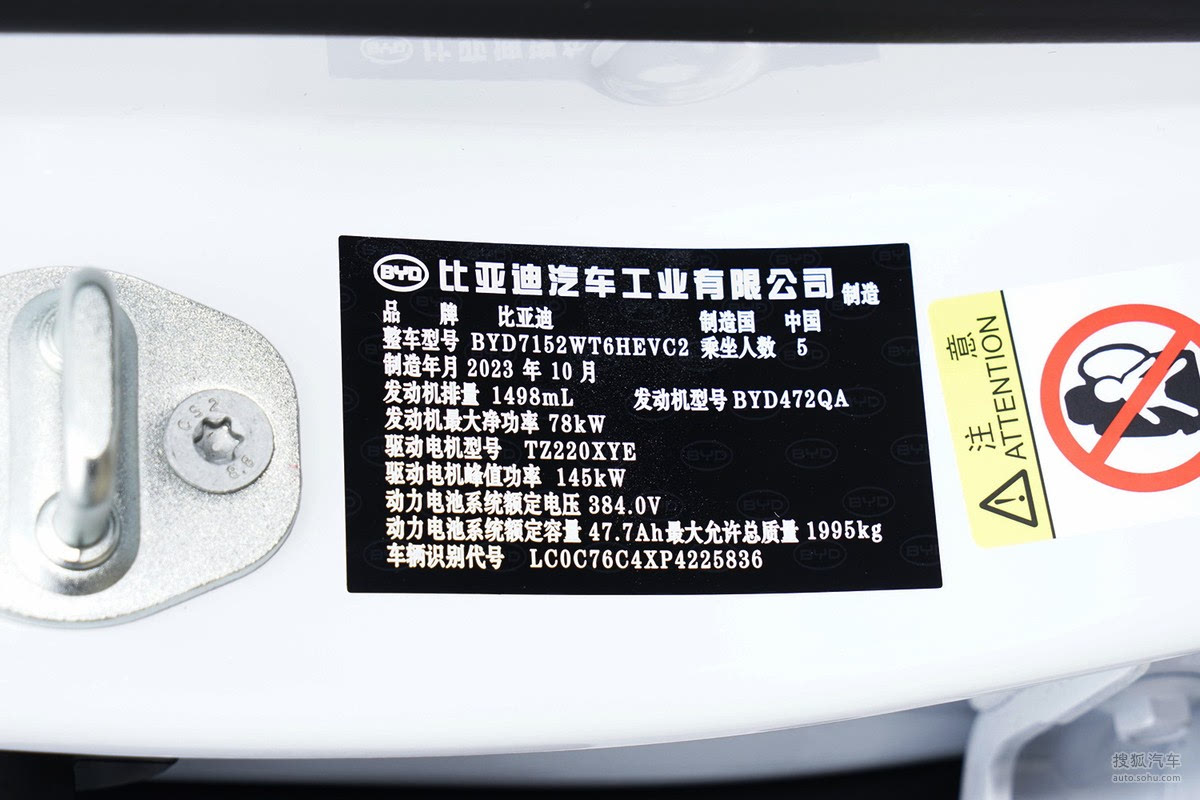 BYD 比亚迪汽车工业有限公司 制造
品 牌 比亚迪 制造国 中国
整车型号 BYD7152WT6HEVC2 乘坐人数 5
制造年月 2023 年 10 月
发动机排量 1498mL 发动机型号 BYD472QA
发动机最大净功率 78kW
驱动电机型号 TZ220XYE
驱动电机峰值功率 145kW
动力电池系统额定电压 384.0V
动力电池系统额定容量 47.7Ah 最大允许总质量 1995kg
车辆识别代号 LC0C76C4XP4225836
注意
ATTENTION
搜狐汽车
auto.sohu.com